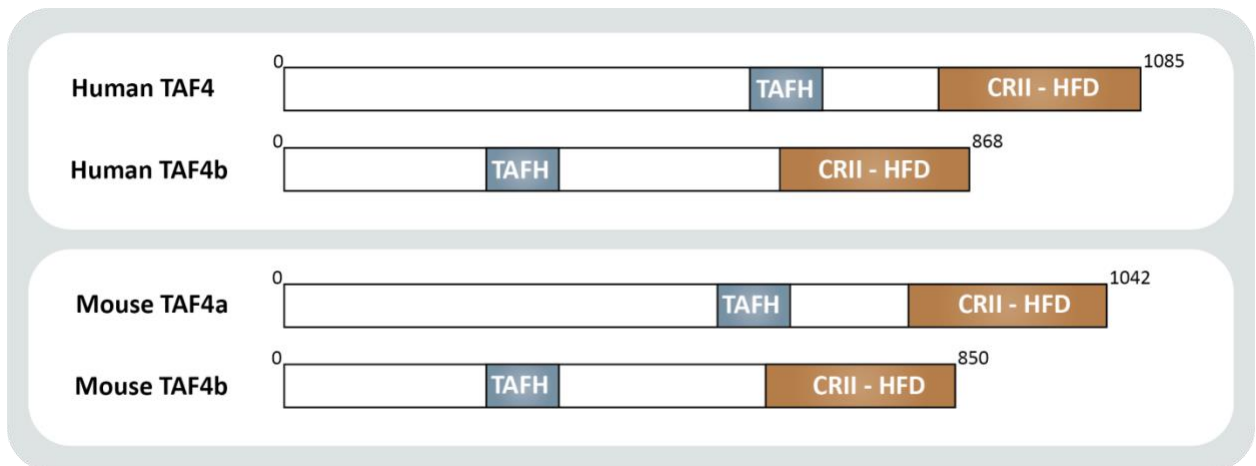 0 1085
Human TAF4 TAFH CRII - HFD
0 868
Human TAF4b TAFH CRII - HFD
0 1042
Mouse TAF4a TAFH CRII - HFD
0 850
Mouse TAF4b TAFH CRII - HFD